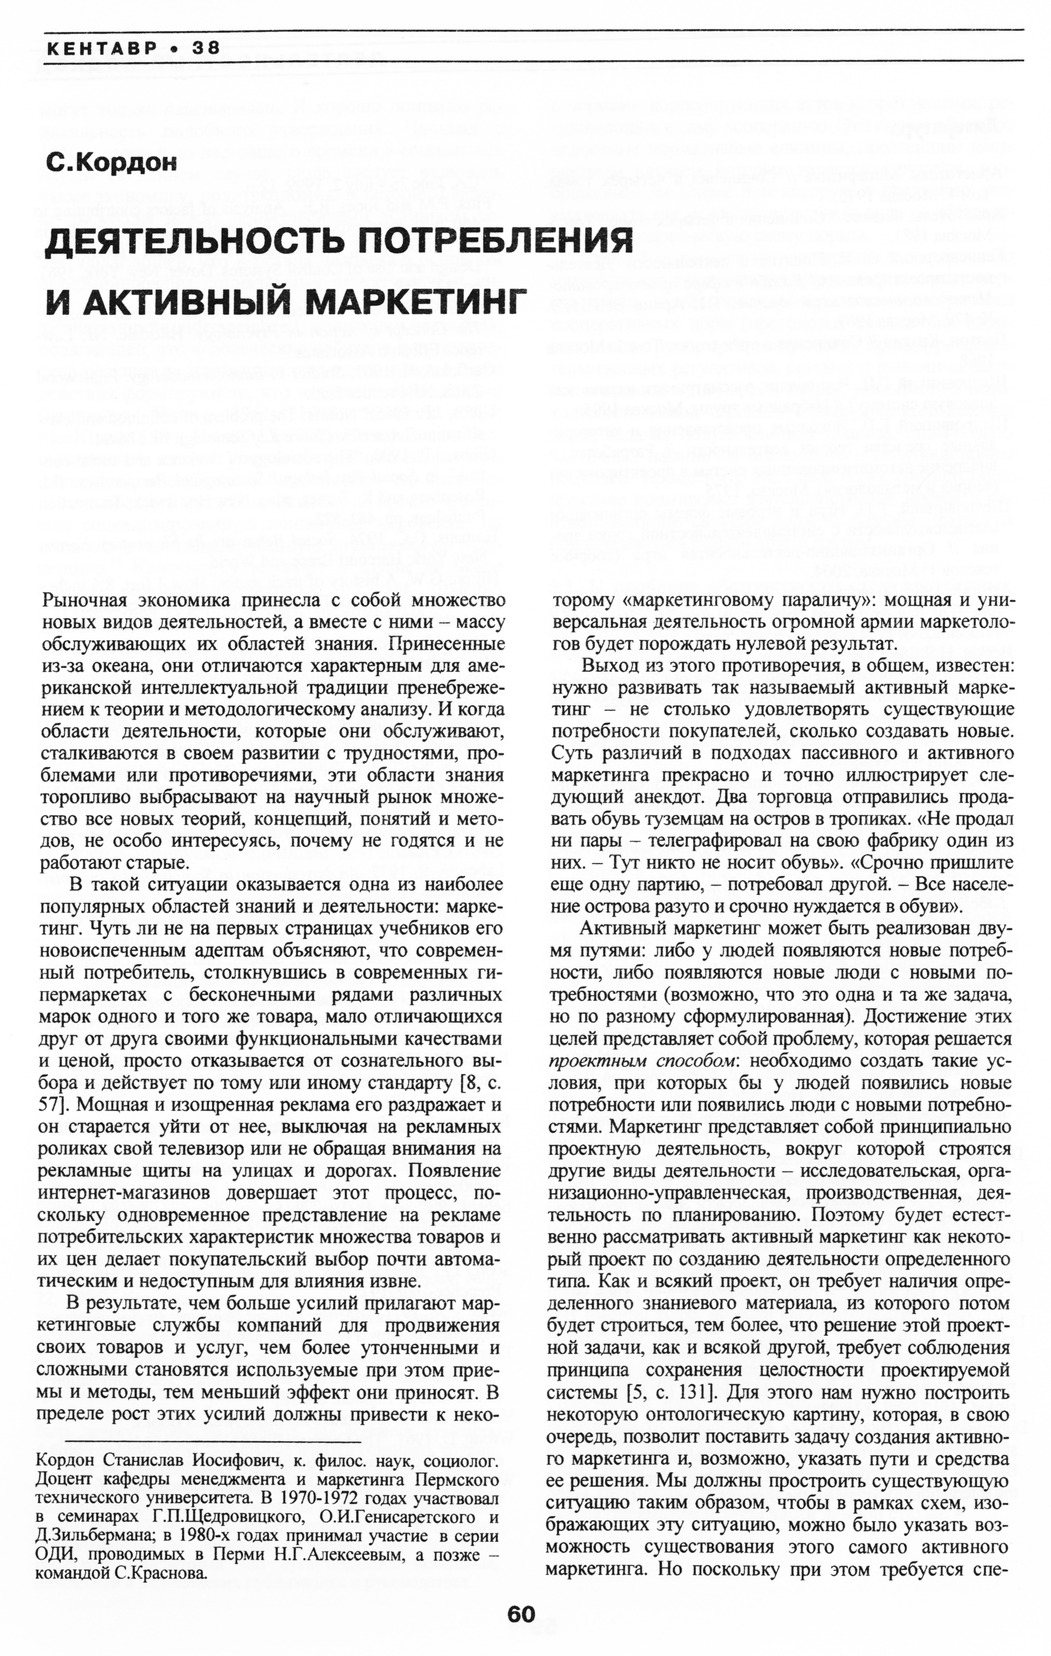 КЕНТАВР • 38
С.Кордон
ДЕЯТЕЛЬНОСТЬ ПОТРЕБЛЕНИЯ
И АКТИВНЫЙ МАРКЕТИНГ
Рыночная экономика принесла с собой множество
новых видов деятельностей, а вместе с ними – массу
обслуживающих их областей знания. Принесенные
из-за океана, они отличаются характерным для аме-
риканской интеллектуальной традиции пренебреже-
нием к теории и методологическому анализу. И когда
области деятельности, которые они обслуживают,
сталкиваются в своем развитии с трудностями, про-
блемами или противоречиями, эти области знания
торопливо выбрасывают на научный рынок множе-
ство все новых теорий, концепций, понятий и мето-
дов, не особо интересуясь, почему не годятся и не
работают старые.
В такой ситуации оказывается одна из наиболее
популярных областей знаний и деятельности: марке-
тинг. Чуть ли не на первых страницах учебников его
новоиспеченным адептам объясняют, что современ-
ный потребитель, столкнувшись в современных ги-
пермаркетах с бесконечными рядами различных
марок одного и того же товара, мало отличающихся
друг от друга своими функциональными качествами
и ценой, просто отказывается от сознательного вы-
бора и действует по тому или иному стандарту [8, с.
57]. Мощная и изощренная реклама его раздражает и
он старается уйти от нее, выключая на рекламных
роликах свой телевизор или не обращая внимания на
рекламные щиты на улицах и дорогах. Появление
интернет-магазинов довершает этот процесс, по-
скольку одновременное представление на рекламе
потребительских характеристик множества товаров и
их цен делает покупательский выбор почти автома-
тическим и недоступным для влияния извне.
В результате, чем больше усилий прилагают мар-
кетинговые службы компаний для продвижения
своих товаров и услуг, чем более утонченными и
сложными становятся используемые при этом прие-
мы и методы, тем меньший эффект они приносят. В
пределе рост этих усилий должны привести к неко-
Кордон Станислав Иосифович, к. филос. наук, социолог.
Доцент кафедры менеджмента и маркетинга Пермского
технического университета. В 1970-1972 годах участвовал
в семинарах Г.П.Щедровицкого, О.И.Генисаретского и
Д.Зильбермана; в 1980-х годах принимал участие в серии
ОДИ, проводимых в Перми Н.Г.Алексеевым, а позже –
командой С.Краснова.
торому «маркетинговому параличу»: мощная и уни-
версальная деятельность огромной армии маркетоло-
гов будет порождать нулевой результат.
Выход из этого противоречия, в общем, известен:
нужно развивать так называемый активный марке-
тинг – не столько удовлетворять существующие
потребности покупателей, сколько создавать новые.
Суть различий в подходах пассивного и активного
маркетинга прекрасно и точно иллюстрирует сле-
дующий анекдот. Два торговца отправились прода-
вать обувь туземцам на остров в тропиках. «Не продал
ни пары – телеграфировал на свою фабрику один из
них. – Тут никто не носит обувь». «Срочно пришлите
еще одну партию, – потребовал другой. – Все населе-
ние острова разуто и срочно нуждается в обуви».
Активный маркетинг может быть реализован дву-
мя путями: либо у людей появляются новые потреб-
ности, либо появляются новые люди с новыми по-
требностями (возможно, что это одна и та же задача,
но по разному сформулированная). Достижение этих
целей представляет собой проблему, которая решается
проектным способом: необходимо создать такие ус-
ловия, при которых бы у людей появились новые
потребности или появились люди с новыми потребно-
стями. Маркетинг представляет собой принципиально
проектную деятельность, вокруг которой строятся
другие виды деятельности – исследовательская, орга-
низационно-управленческая, производственная, дея-
тельность по планированию. Поэтому будет естест-
венно рассматривать активный маркетинг как некото-
рый проект по созданию деятельности определенного
типа. Как и всякий проект, он требует наличия опре-
деленного знаниевого материала, из которого потом
будет строиться, тем более, что решение этой проект-
ной задачи, как и всякой другой, требует соблюдения
принципа сохранения целостности проектируемой
системы [5, с. 131]. Для этого нам нужно построить
некоторую онтологическую картину, которая, в свою
очередь, позволит поставить задачу создания активно-
го маркетинга и, возможно, указать пути и средства
ее решения. Мы должны простроить существующую
ситуацию таким образом, чтобы в рамках схем, изо-
бражающих эту ситуацию, можно было указать воз-
можность существования этого самого активного
маркетинга. Но поскольку при этом требуется спе-
60